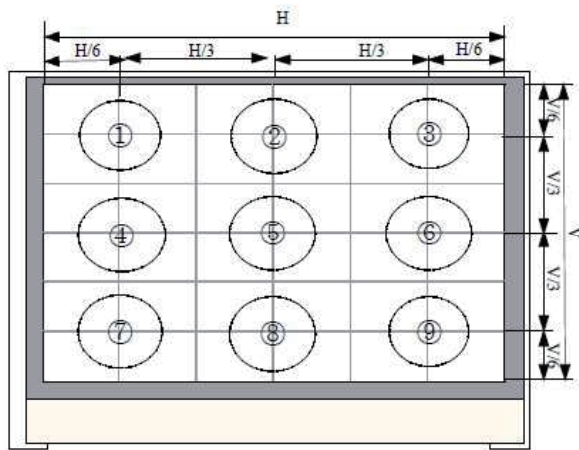 H
H/6 H/3 H/3 H/6
V/6
① ② ③
V/3
④ ⑤ ⑥
V
V/3
⑦ ⑧ ⑨
V/6